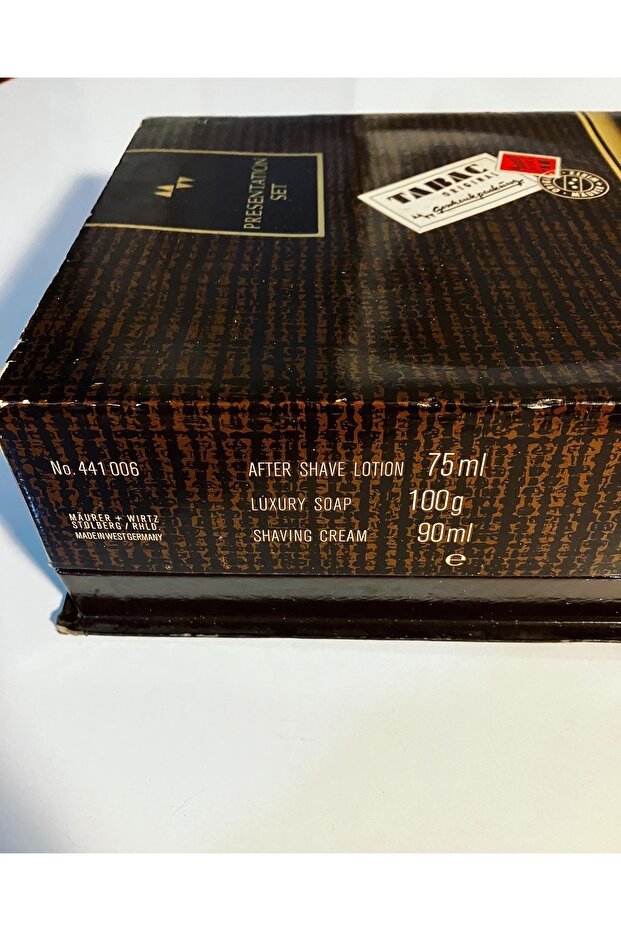 PRESENTATION
SET
TABAC
ORIGINAL
No. 441 006
MÄURER + WIRTZ
STOLBERG / RHLD
MADE IN WEST GERMANY
AFTER SHAVE LOTION 75 ml
LUXURY SOAP 100 g
SHAVING CREAM 90 ml
e